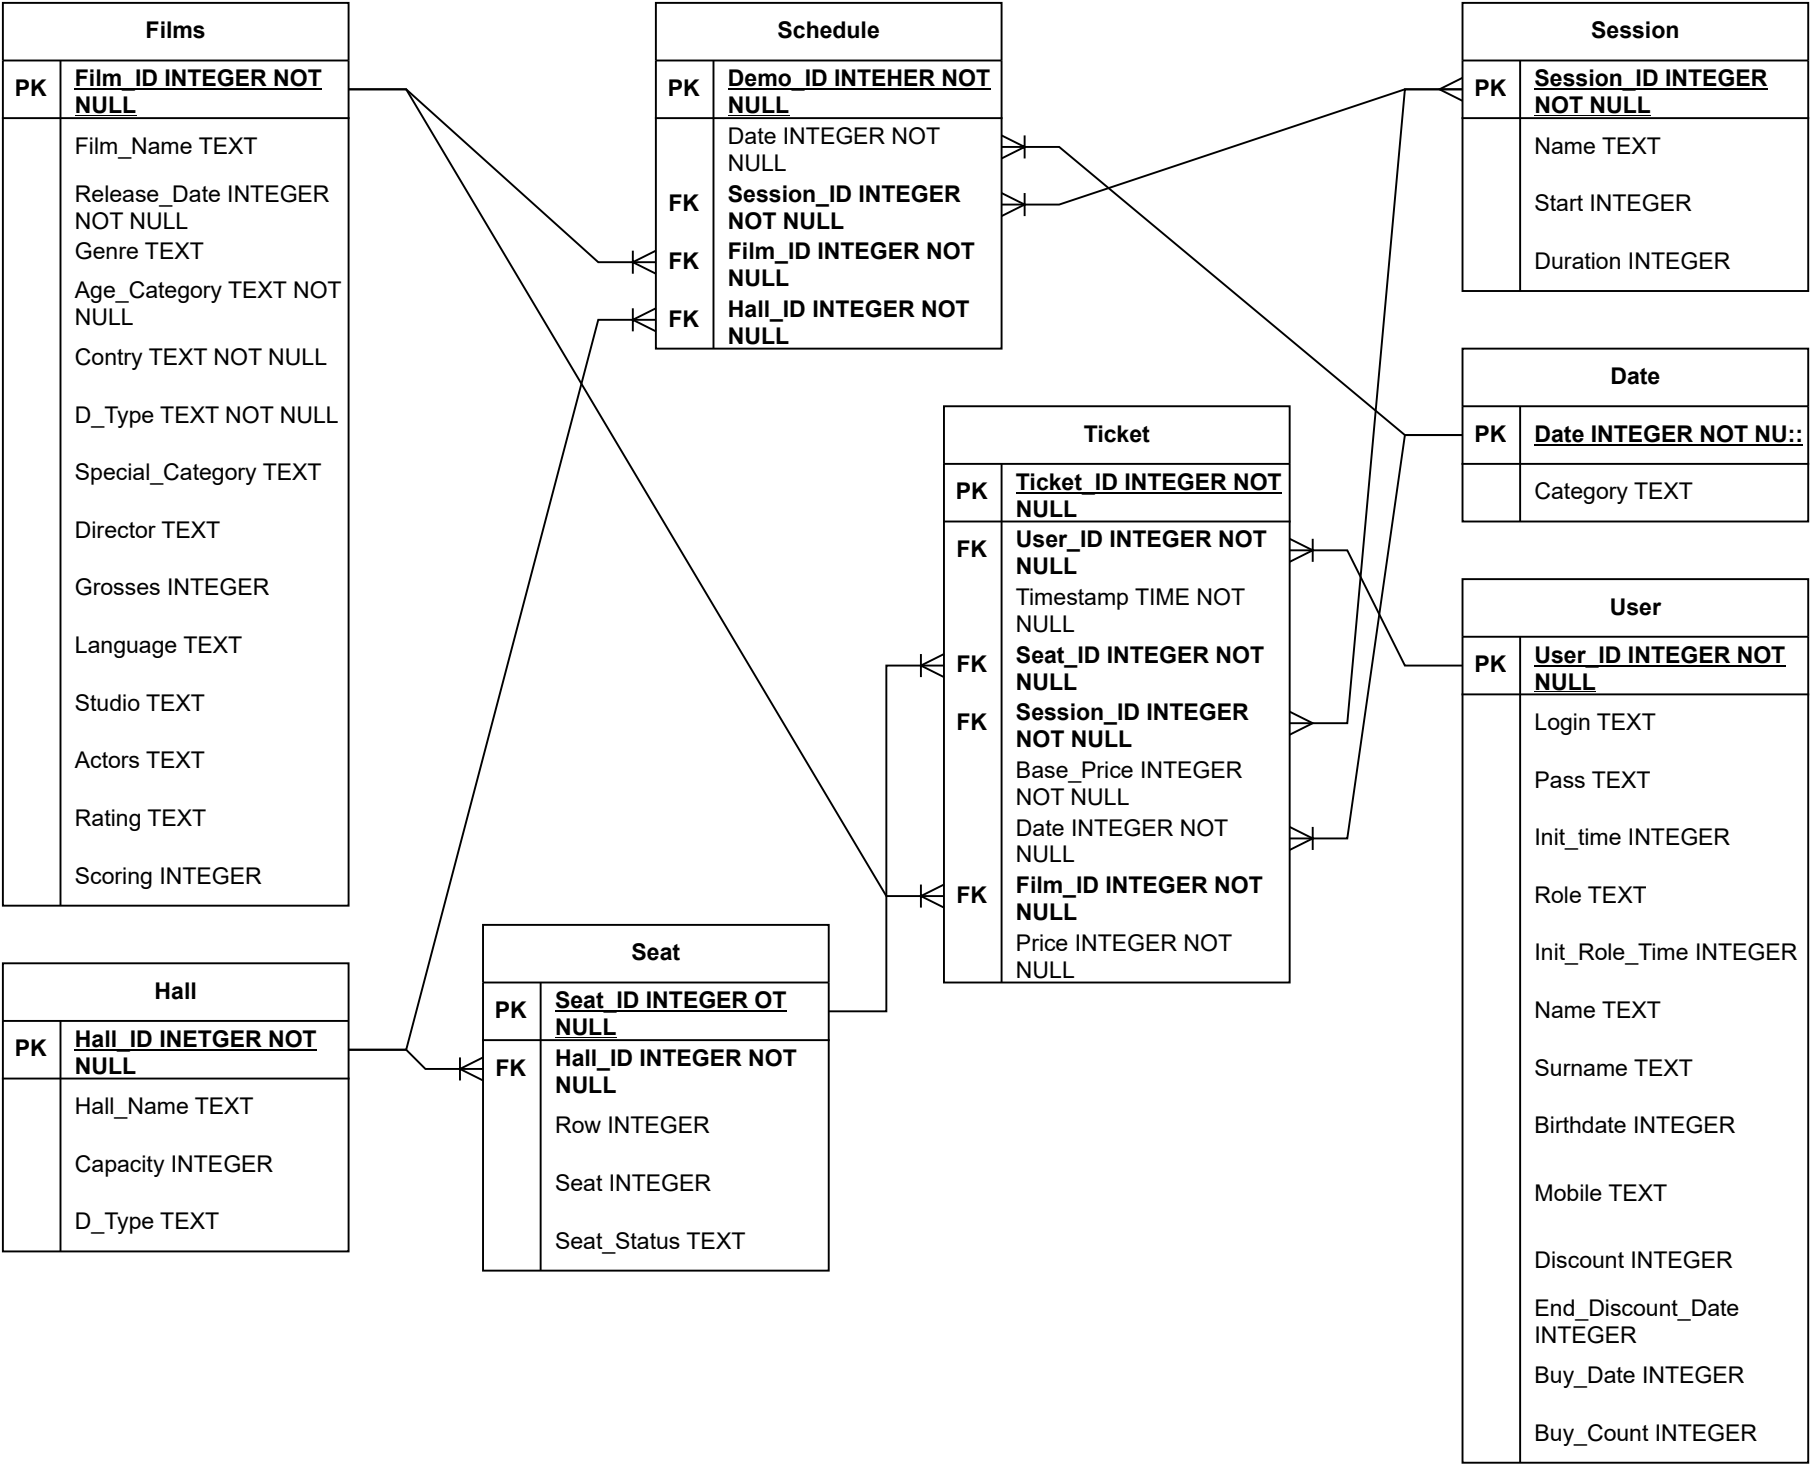 Films
PK
Film_ID INTEGER NOT
NULL
Film_Name TEXT
Release_Date INTEGER
NOT NULL
Genre TEXT
Age_Category TEXT NOT
NULL
Contry TEXT NOT NULL
D_Type TEXT NOT NULL
Special_Category TEXT
Director TEXT
Grosses INTEGER
Language TEXT
Studio TEXT
Actors TEXT
Rating TEXT
Scoring INTEGER
Hall
PK
Hall_ID INETGER NOT
NULL
Hall_Name TEXT
Capacity INTEGER
D_Type TEXT
Seat
PK
Seat_ID INTEGER OT
NULL
FK
Hall_ID INTEGER NOT
NULL
Row INTEGER
Seat INTEGER
Seat_Status TEXT
Schedule
PK
Demo_ID INTEHER NOT
NULL
Date INTEGER NOT
NULL
FK
Session_ID INTEGER
NOT NULL
FK
Film_ID INTEGER NOT
NULL
FK
Hall_ID INTEGER NOT
NULL
Ticket
PK
Ticket_ID INTEGER NOT
NULL
FK
User_ID INTEGER NOT
NULL
Timestamp TIME NOT
NULL
FK
Seat_ID INTEGER NOT
NULL
FK
Session_ID INTEGER
NOT NULL
Base_Price INTEGER
NOT NULL
Date INTEGER NOT
NULL
FK
Film_ID INTEGER NOT
NULL
Price INTEGER NOT
NULL
Session
PK
Session_ID INTEGER
NOT NULL
Name TEXT
Start INTEGER
Duration INTEGER
Date
PK
Date INTEGER NOT NU::
Category TEXT
User
PK
User_ID INTEGER NOT
NULL
Login TEXT
Pass TEXT
Init_time INTEGER
Role TEXT
Init_Role_Time INTEGER
Name TEXT
Surname TEXT
Birthdate INTEGER
Mobile TEXT
Discount INTEGER
End_Discount_Date
INTEGER
Buy_Date INTEGER
Buy_Count INTEGER